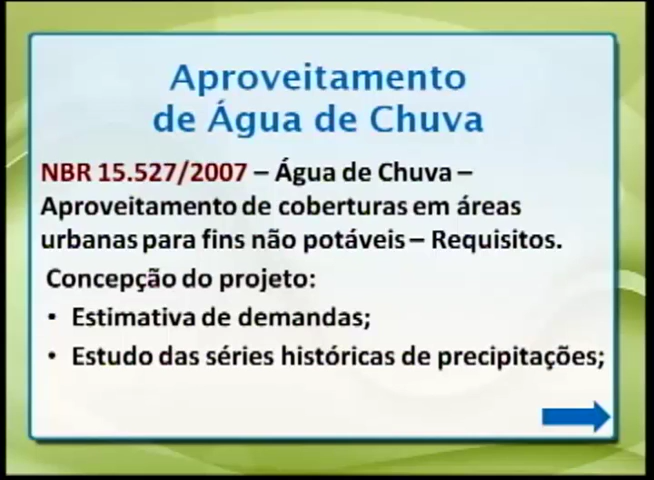 Aproveitamento
de Água de Chuva
NBR 15.527/2007 – Água de Chuva –
Aproveitamento de coberturas em áreas
urbanas para fins não potáveis – Requisitos.
Concepção do projeto:
• Estimativa de demandas;
• Estudo das séries históricas de precipitações;